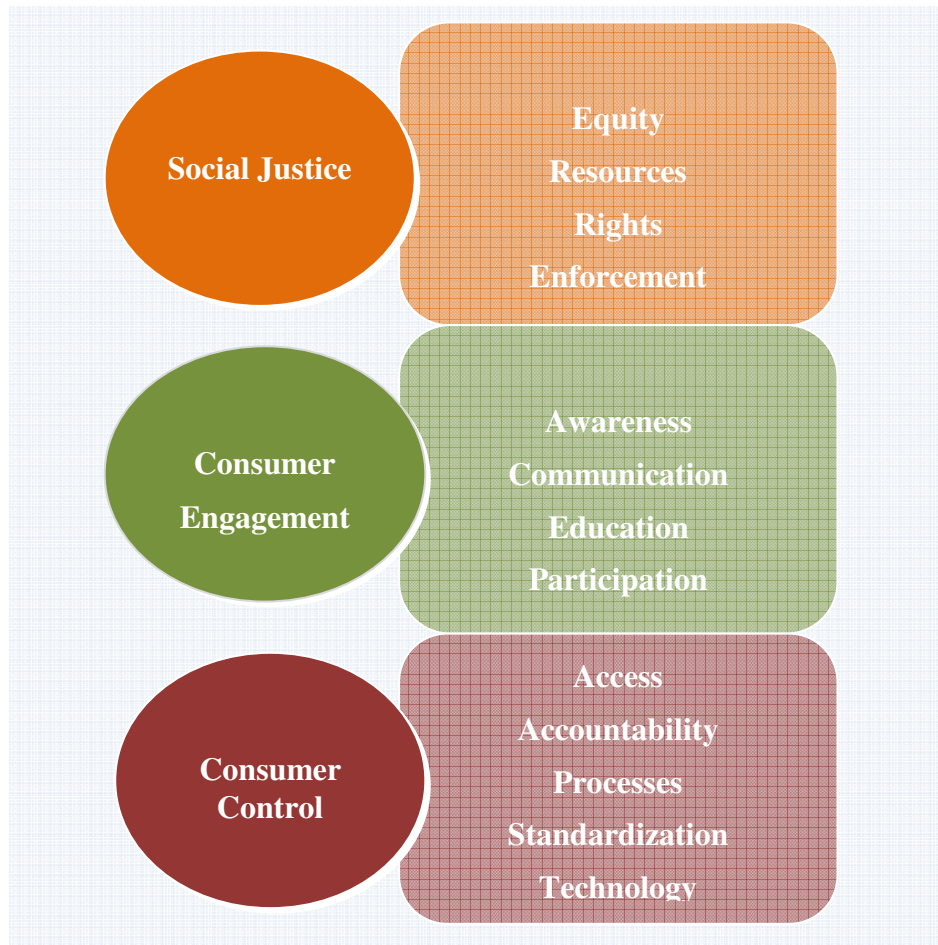 Social Justice
Equity
Resources
Rights
Enforcement
Consumer
Engagement
Awareness
Communication
Education
Participation
Consumer
Control
Access
Accountability
Processes
Standardization
Technology